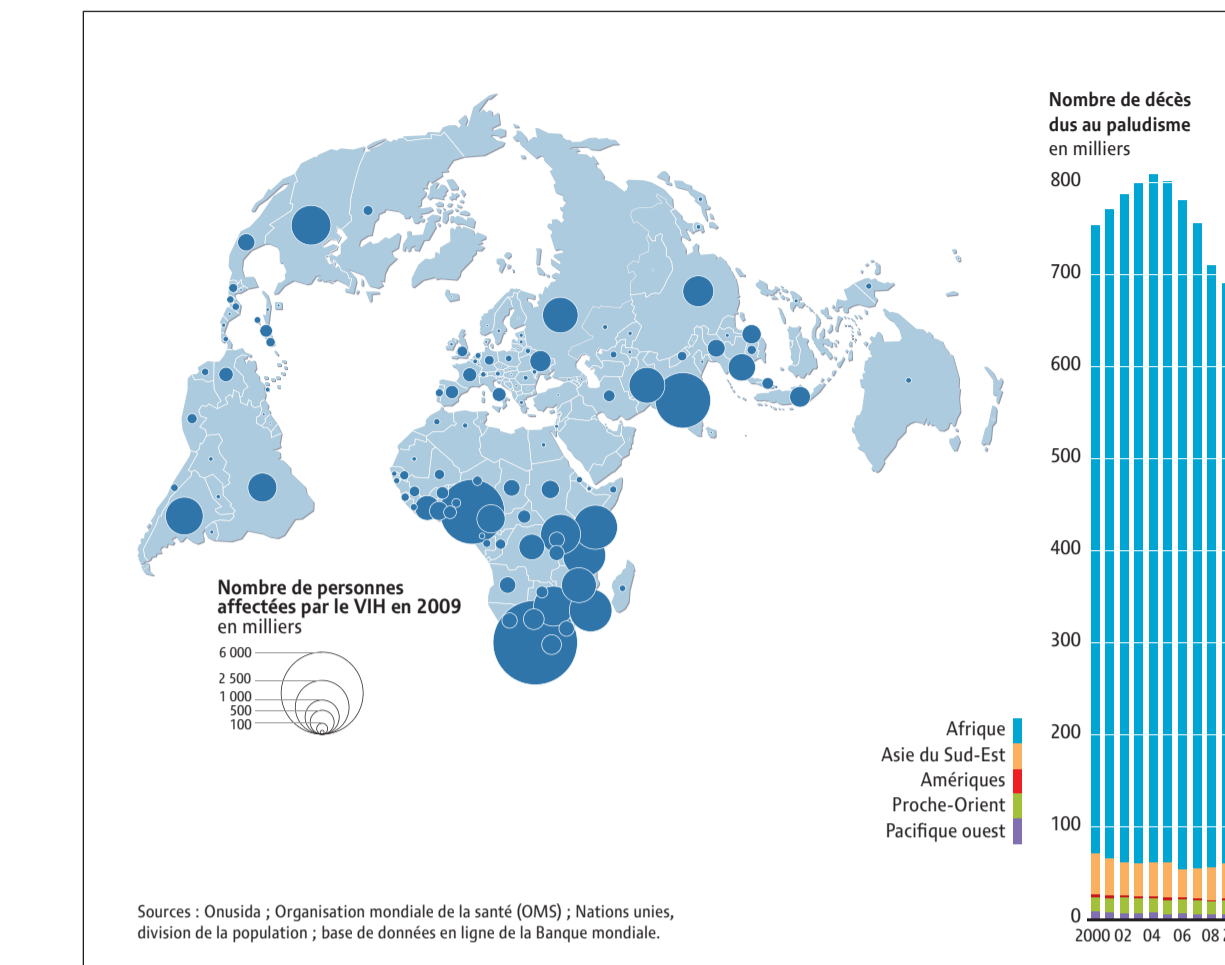 Nombre de décès
dus au paludisme
en milliers
800
700
600
500
400
300
200
100
0
2000 02 04 06 08
Nombre de personnes
affectées par le VIH en 2009
en milliers
6 000
2 500
1 000
500
100
Afrique
Asie du Sud-Est
Amériques
Proche-Orient
Pacifique ouest
Sources : Onusida ; Organisation mondiale de la santé (OMS) ; Nations unies,
division de la population ; base de données en ligne de la Banque mondiale.